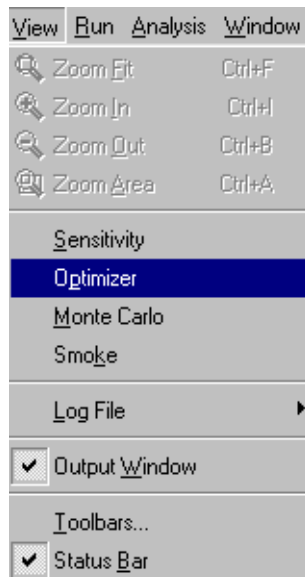 View Run Analysis Window
Zoom Fit Ctrl+F
Zoom In Ctrl+I
Zoom Out Ctrl+B
Zoom Area Ctrl+A
Sensitivity
Optimizer
Monte Carlo
Smoke
Log File
Output Window
Toolbars...
Status Bar